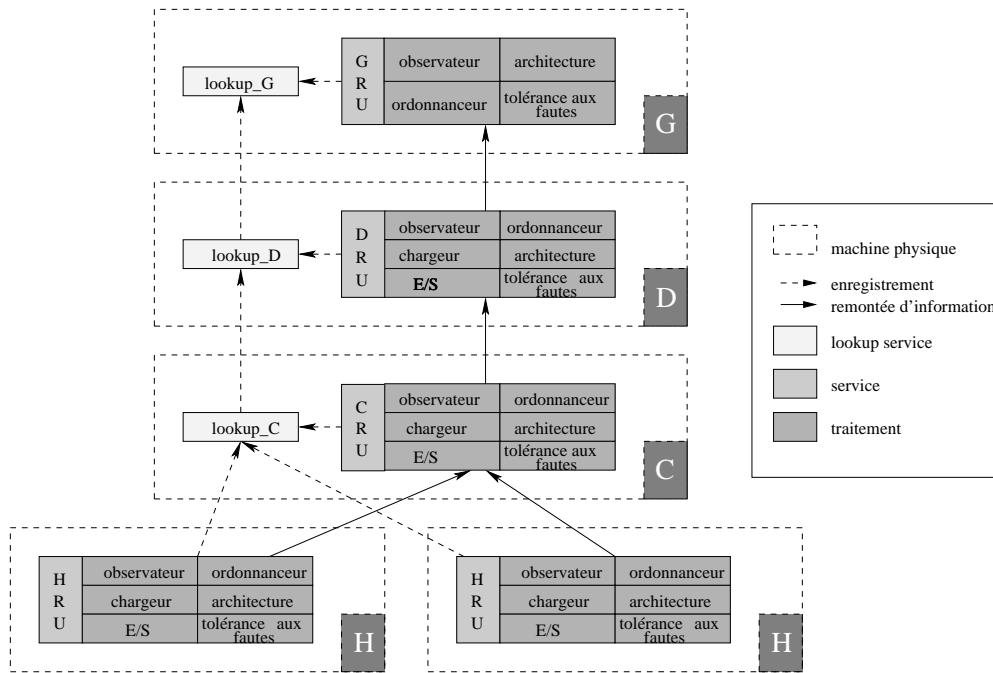 G
R
U
observateur
architecture
lookup_G
ordonnanceur
tolérance aux
fautes
G
D
R
U
observateur
ordonnanceur
lookup_D
chargeur
architecture
E/S
tolérance aux
fautes
D
C
R
U
observateur
ordonnanceur
lookup_C
chargeur
architecture
E/S
tolérance aux
fautes
C
H
R
U
observateur
ordonnanceur
chargeur
architecture
E/S
tolérance aux
fautes
H
H
R
U
observateur
ordonnanceur
chargeur
architecture
E/S
tolérance aux
fautes
H
machine physique
enregistrement
remontée d'information
lookup service
service
traitement